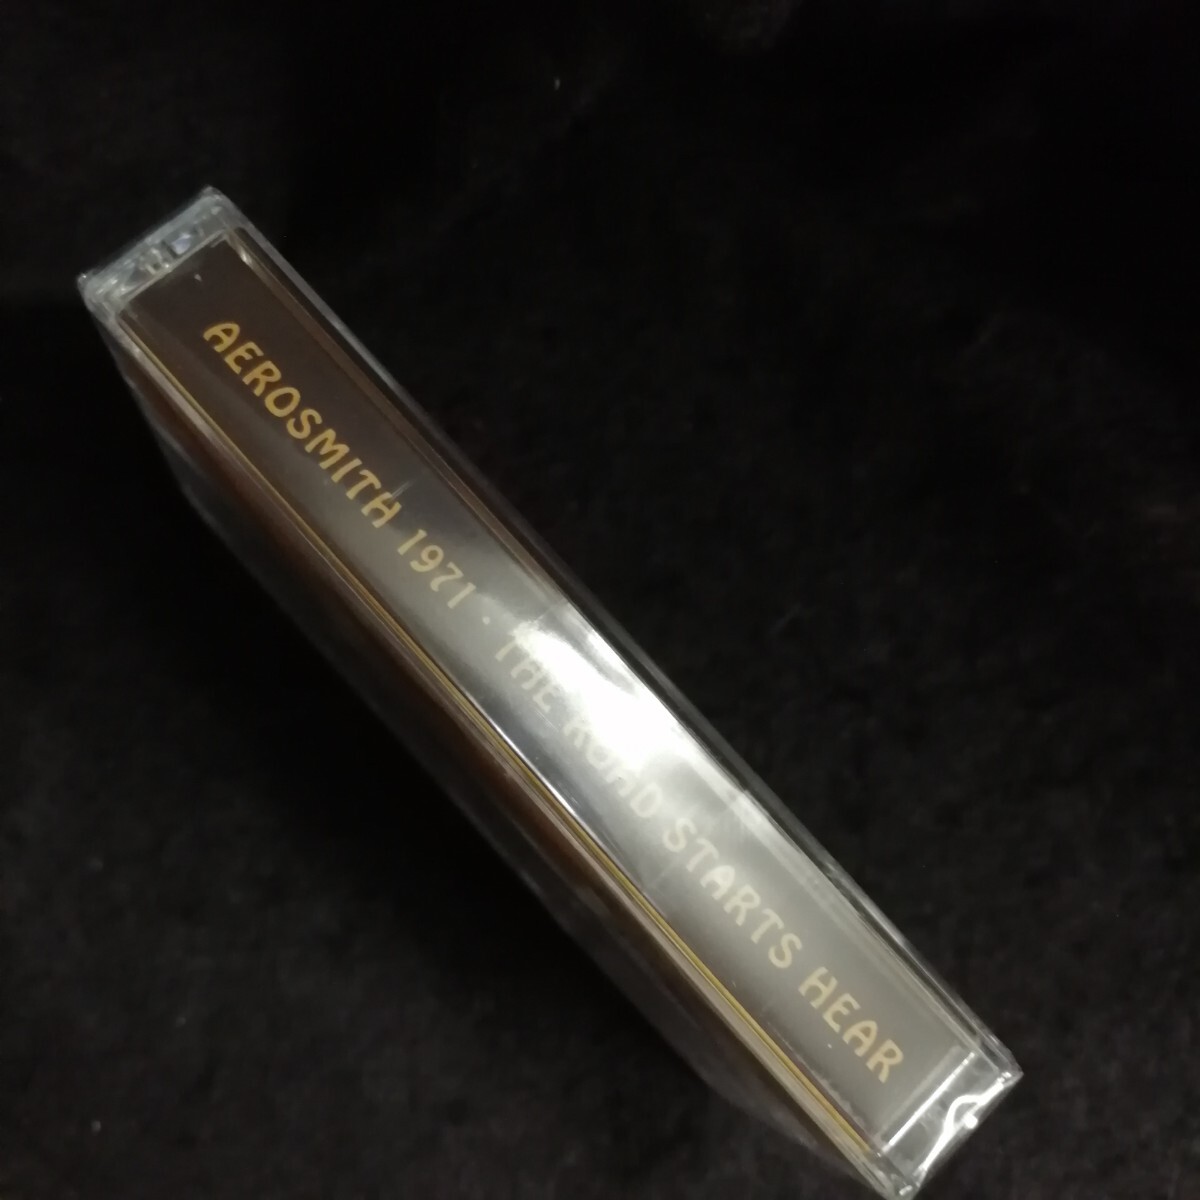 AEROSMITH 1971 · THE ROAD STARTS HEAR